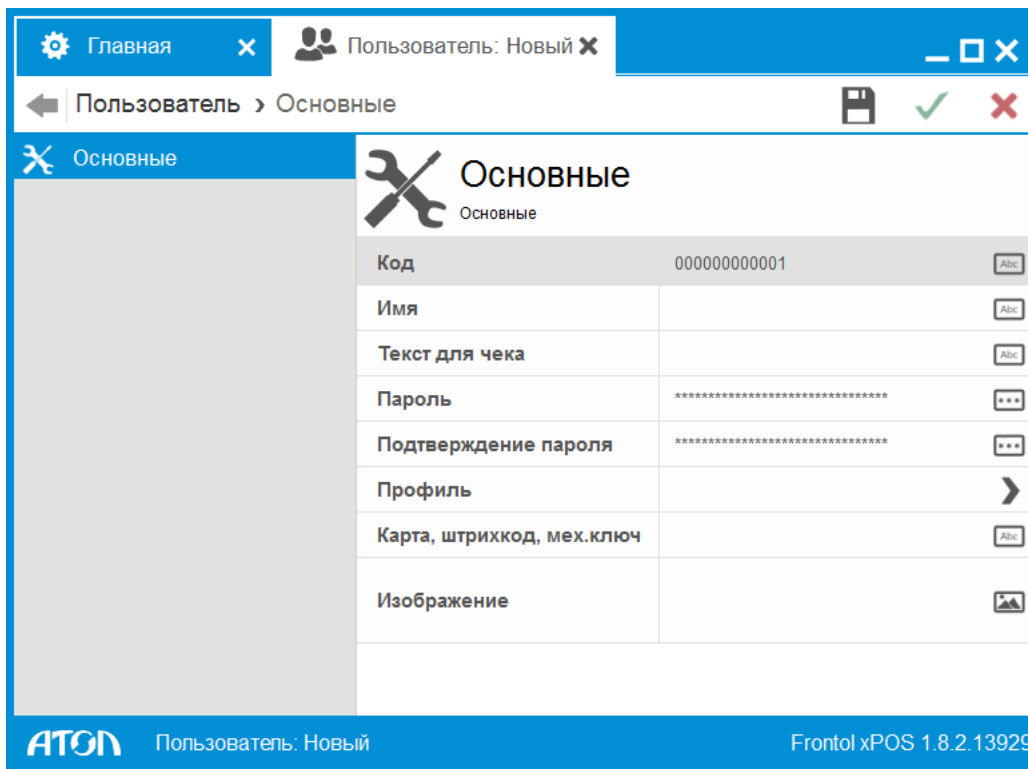 Главная
Пользователь: Новый
Пользователь › Основные
Основные
Основные
Основные
Код 000000000001 Abc
Имя Abc
Текст для чека Abc
Пароль ******************************** ***
Подтверждение пароля ******************************** ***
Профиль
Карта, штрихкод, мех.ключ Abc
Изображение
АТОЛ Пользователь: Новый Frontol xPOS 1.8.2.13929